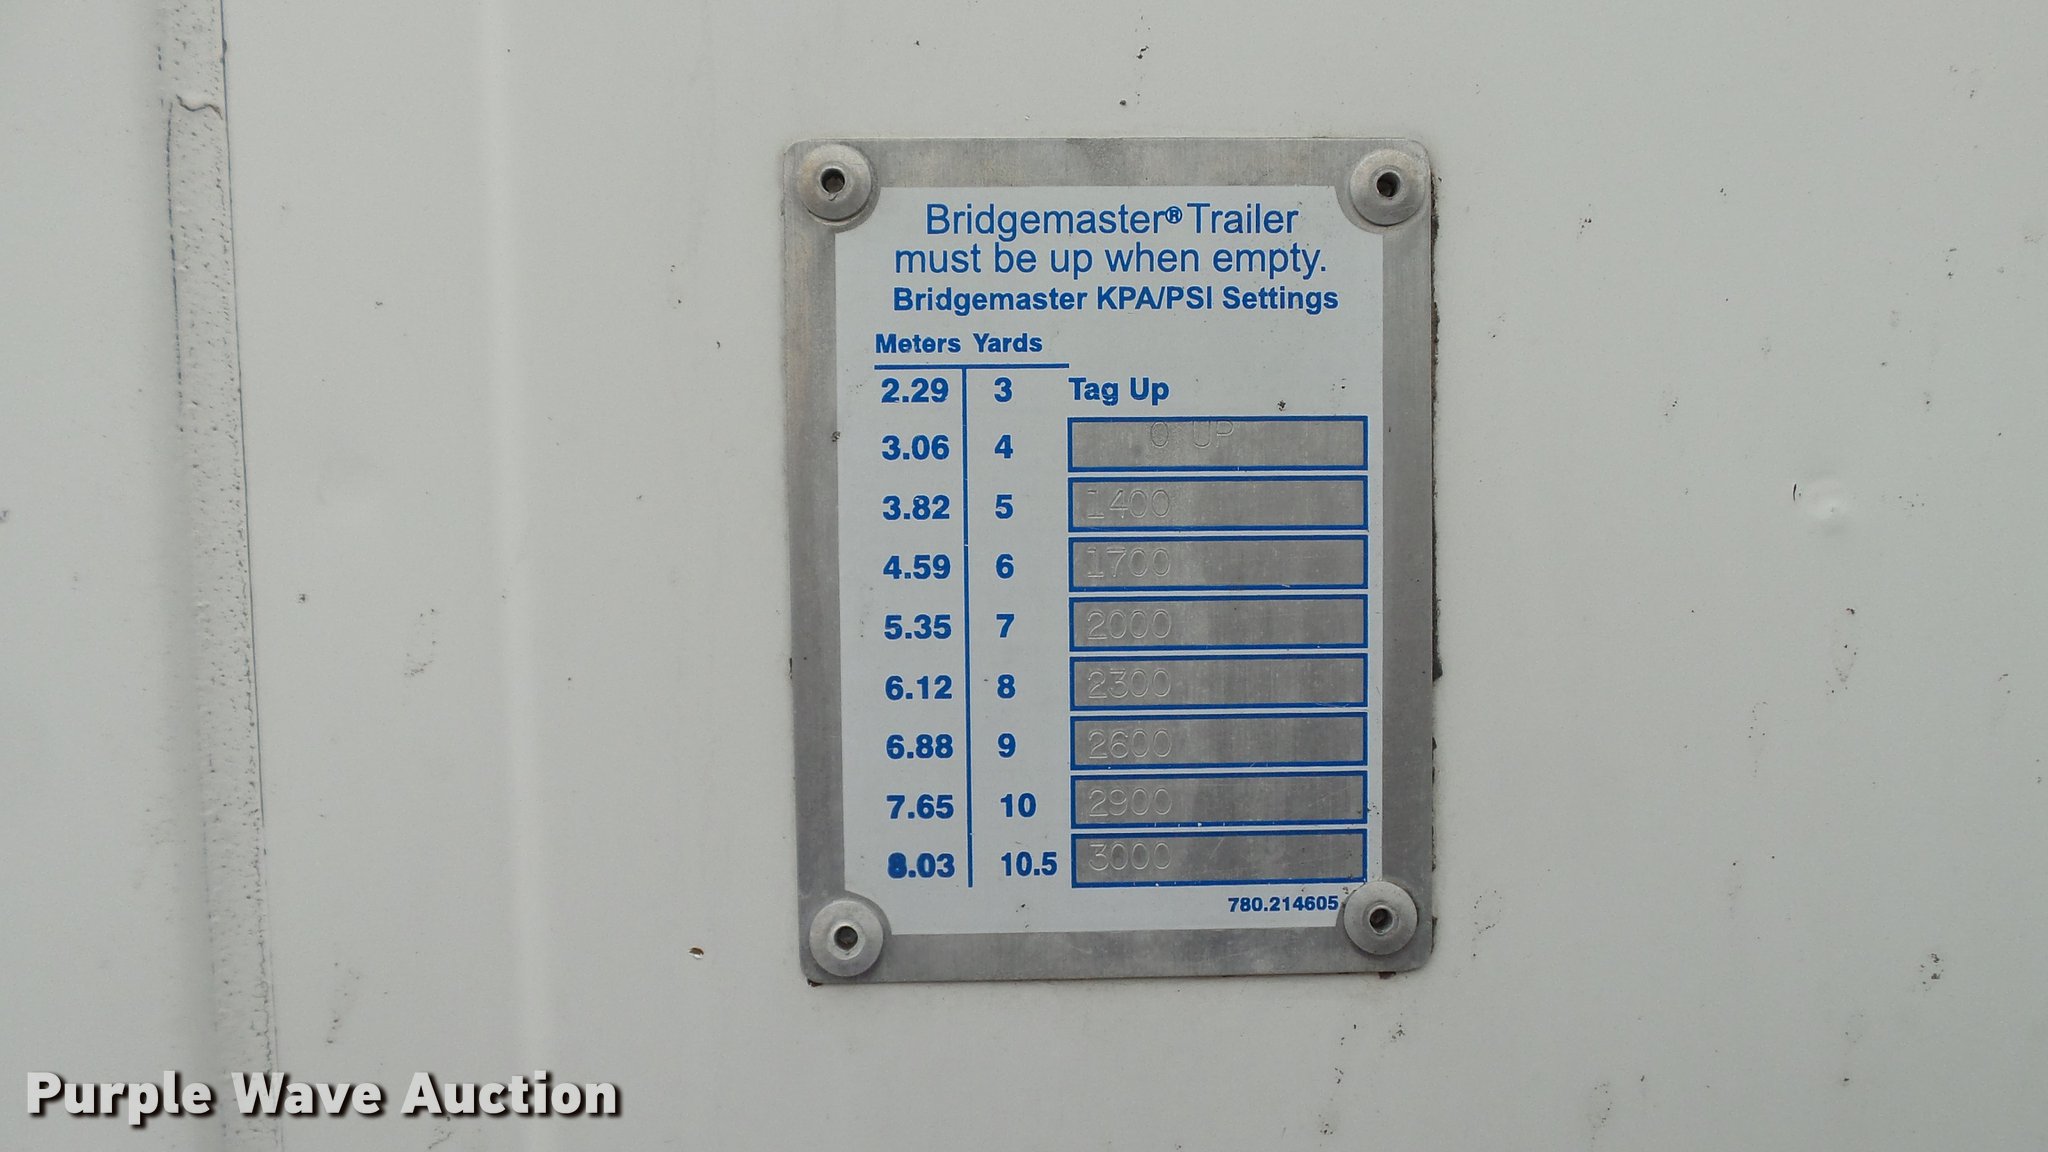 Bridgemaster® Trailer
must be up when empty.
Bridgemaster KPA/PSI Settings
Meters Yards
2.29 3 Tag Up
3.06 4 0 UP
3.82 5 1400
4.59 6 1700
5.35 7 2000
6.12 8 2300
6.88 9 2600
7.65 10 2900
8.03 10.5 3000
780.214605
Purple Wave Auction